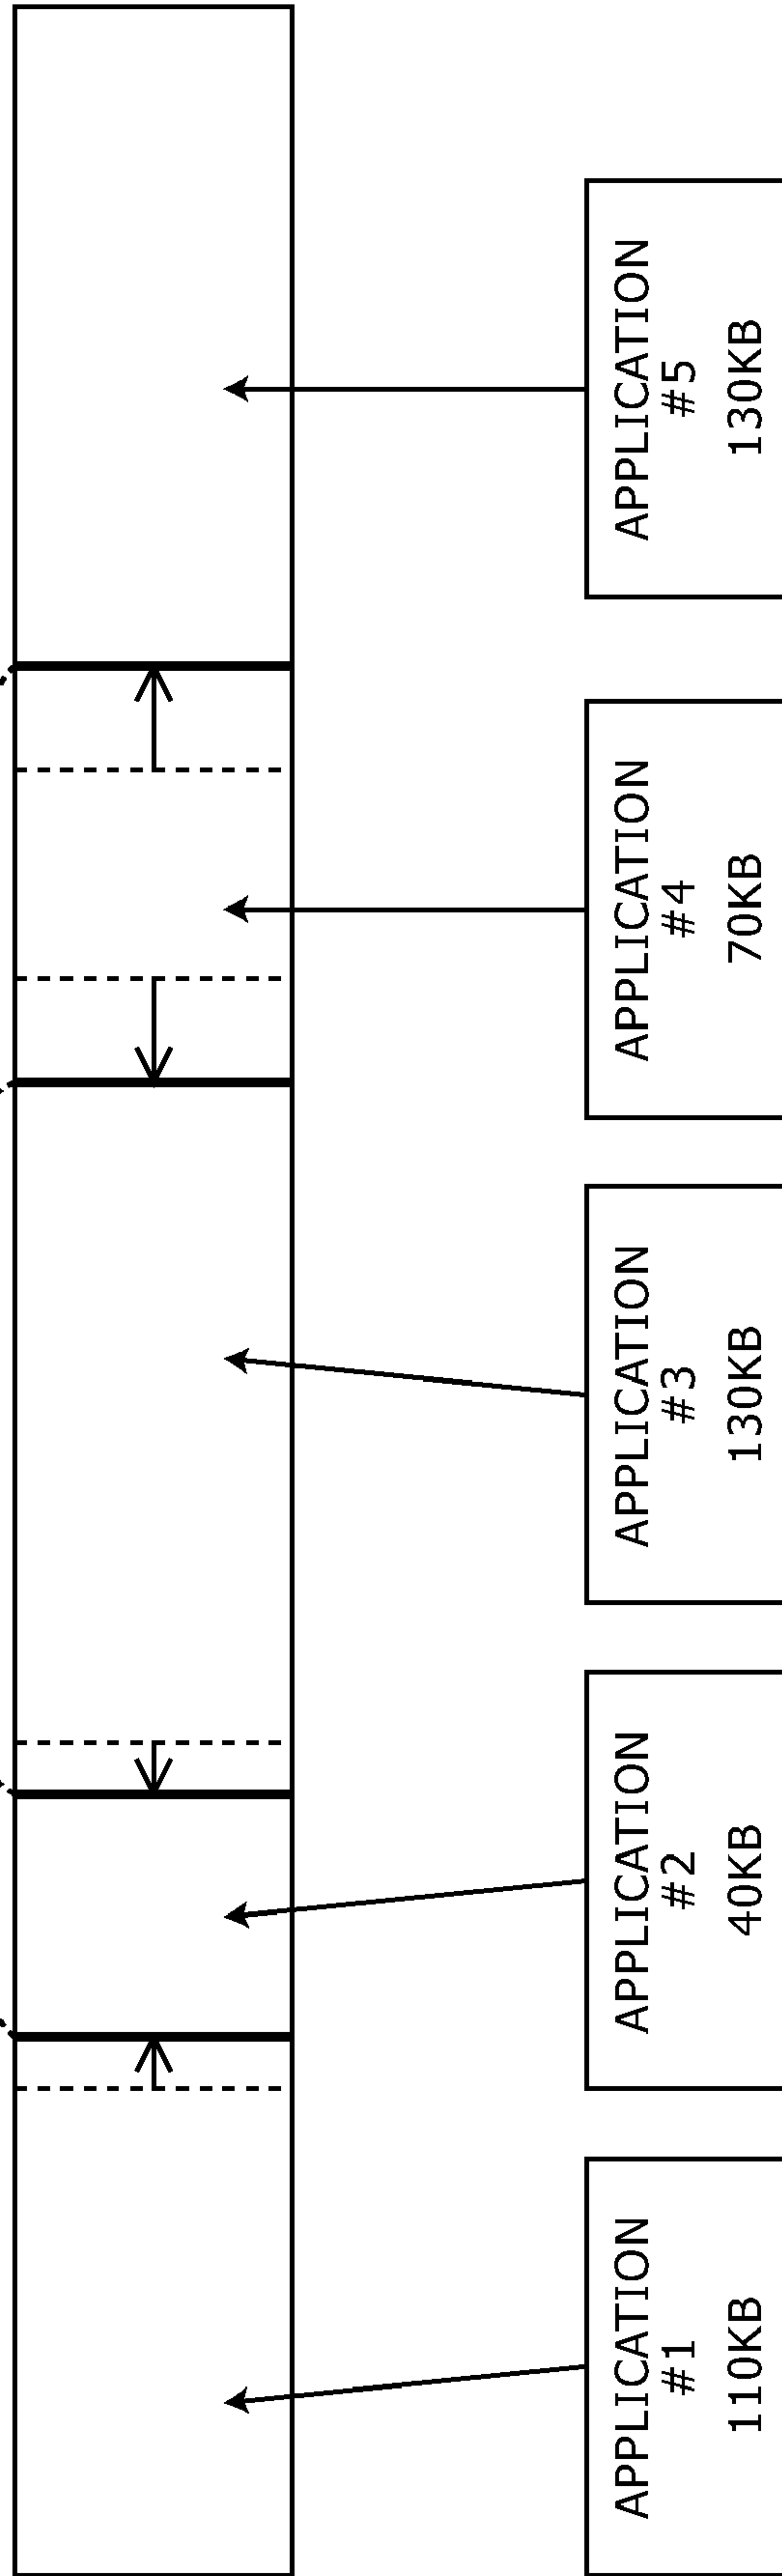 APPLICATION
#1
110KB
APPLICATION
#2
40KB
APPLICATION
#3
130KB
APPLICATION
#4
70KB
APPLICATION
#5
130KB